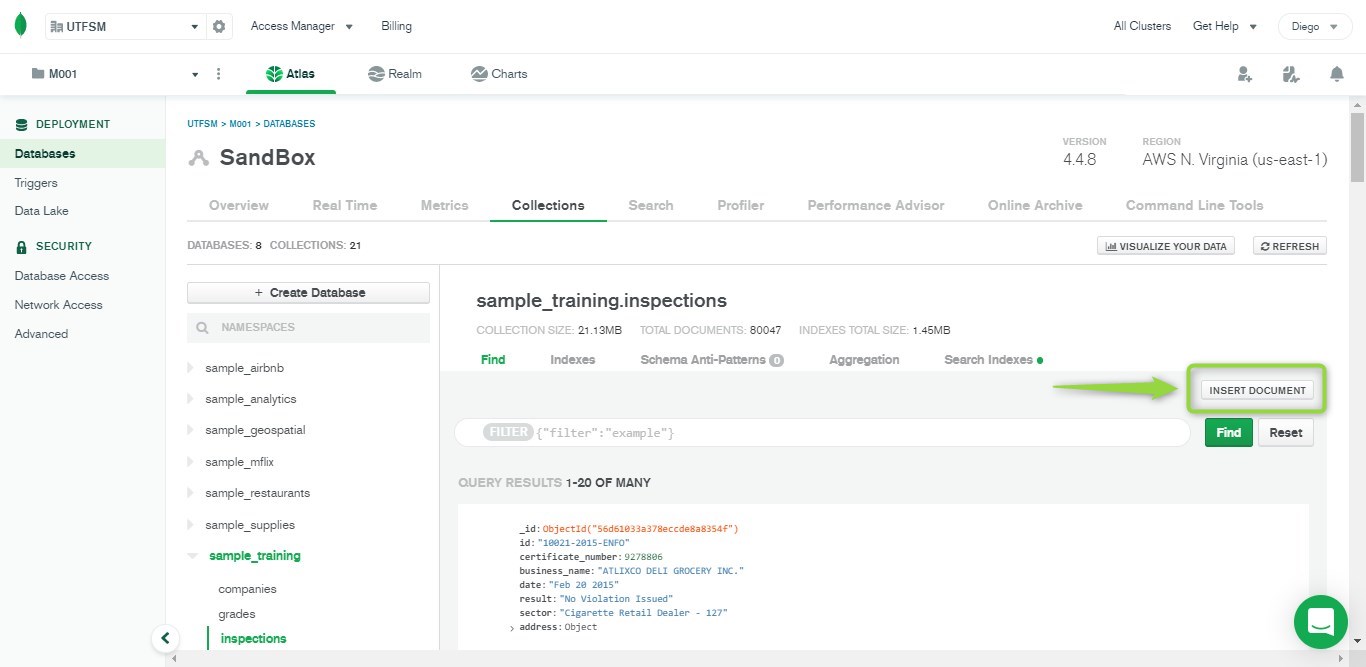 UTFSM Access Manager Billing All Clusters Get Help Diego
M001 Atlas Realm Charts
DEPLOYMENT
Databases
Triggers
Data Lake
SECURITY
Database Access
Network Access
Advanced
UTFSM > M001 > DATABASES
SandBox
VERSION
4.4.8
REGION
AWS N. Virginia (us-east-1)
Overview Real Time Metrics Collections Search Profiler Performance Advisor Online Archive Command Line Tools
DATABASES: 8 COLLECTIONS: 21
VISUALIZE YOUR DATA REFRESH
+ Create Database
NAMESPACES
sample_airbnb
sample_analytics
sample_geospatial
sample_mflix
sample_restaurants
sample_supplies
sample_training
companies
grades
inspections
sample_training.inspections
COLLECTION SIZE: 21.13MB TOTAL DOCUMENTS: 80047 INDEXES TOTAL SIZE: 1.45MB
Find Indexes Schema Anti-Patterns 0 Aggregation Search Indexes
INSERT DOCUMENT
FILTER {"filter":"example"} Find Reset
QUERY RESULTS 1-20 OF MANY
_id:ObjectId("56d61033a378eccde8a8354f")
id:"10021-2015-ENFO"
certificate_number:9278806
business_name:"ATLIXCO DELI GROCERY INC."
date:"Feb 20 2015"
result:"No Violation Issued"
sector:"Cigarette Retail Dealer - 127"
address:Object